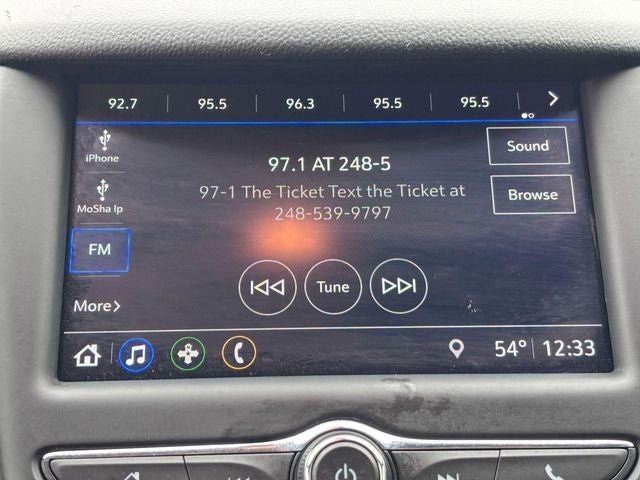 92.7 95.5 96.3 95.5 95.5
iPhone
97.1 AT 248-5
Sound
97-1 The Ticket Text the Ticket at
248-539-9797
MoSha Ip
Browse
FM
Tune
More
54° 12:33